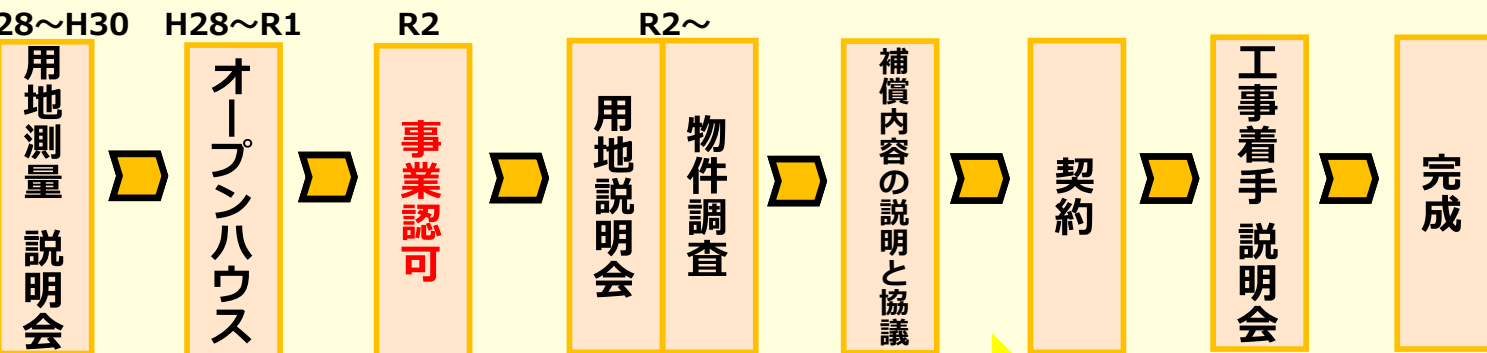 28～H30
用地測量 説明会
H28～R1
オープンハウス
R2
事業認可
R2～
用地説明会
物件調査
補償内容の説明と協議
契約
工事着手 説明会
完成